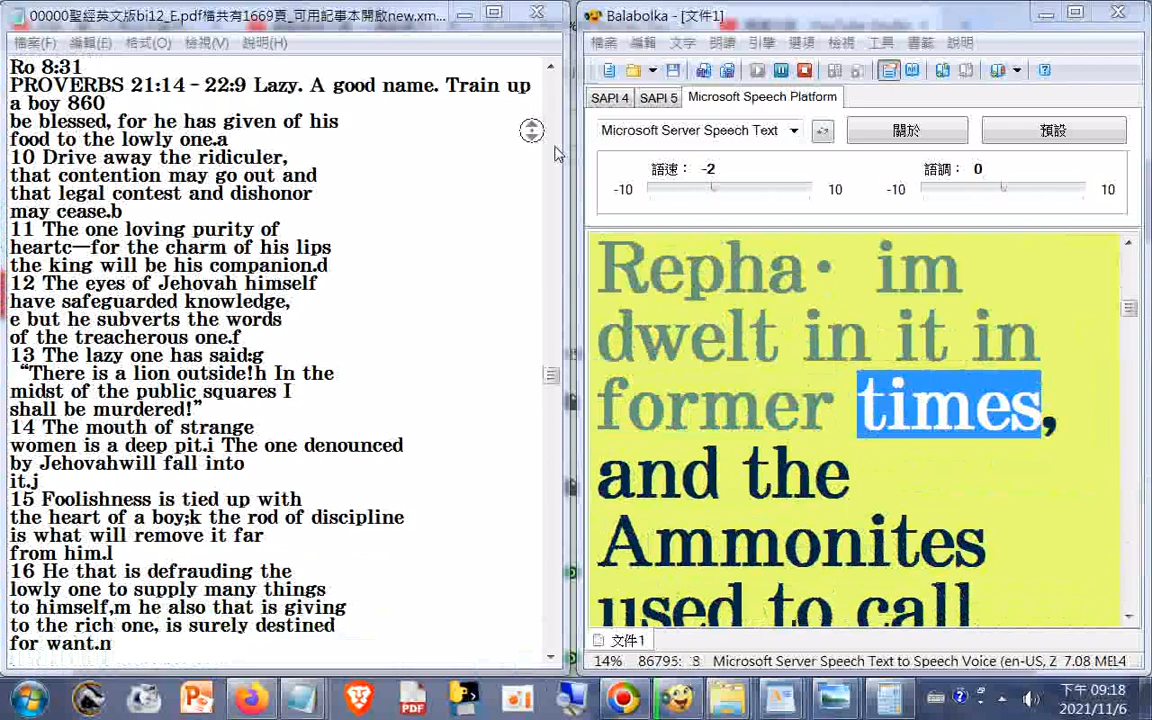 00000聖經英文版bi12_E.pdf檔共有1669頁_可用記事本開啟new.xm...
檔案(F) 編輯(E) 格式(O) 檢視(V) 說明(H)
Ro 8:31
PROVERBS 21:14 – 22:9 Lazy. A good name. Train up
a boy 860
be blessed, for he has given of his
food to the lowly one.a
10 Drive away the ridiculer,
that contention may go out and
that legal contest and dishonor
may cease.b
11 The one loving purity of
heartc—for the charm of his lips
the king will be his companion.d
12 The eyes of Jehovah himself
have safeguarded knowledge,
e but he subverts the words
of the treacherous one.f
13 The lazy one has said:g
“There is a lion outside!h In the
midst of the public squares I
shall be murdered!”
14 The mouth of strange
women is a deep pit.i The one denounced
by Jehovahwill fall into
it.j
15 Foolishness is tied up with
the heart of a boy;k the rod of discipline
is what will remove it far
from him.l
16 He that is defrauding the
lowly one to supply many things
to himself,m he also that is giving
to the rich one, is surely destined
for want.n
Balabolka - [文件1]
檔案 編輯 文字 朗讀 引擎 選項 檢視 工具 書籤 說明
SAPI 4 SAPI 5 Microsoft Speech Platform
Microsoft Server Speech Text 關於 預設
語速： -2 語調： 0
-10 10 -10 10
Repha· im
dwelt in it in
former times,
and the
Ammonites
used to call
文件1
14% 86795: Microsoft Server Speech Text to Speech Voice (en-US, Z 7.08 MEL4
PDF
下午 09:18
2021/11/6